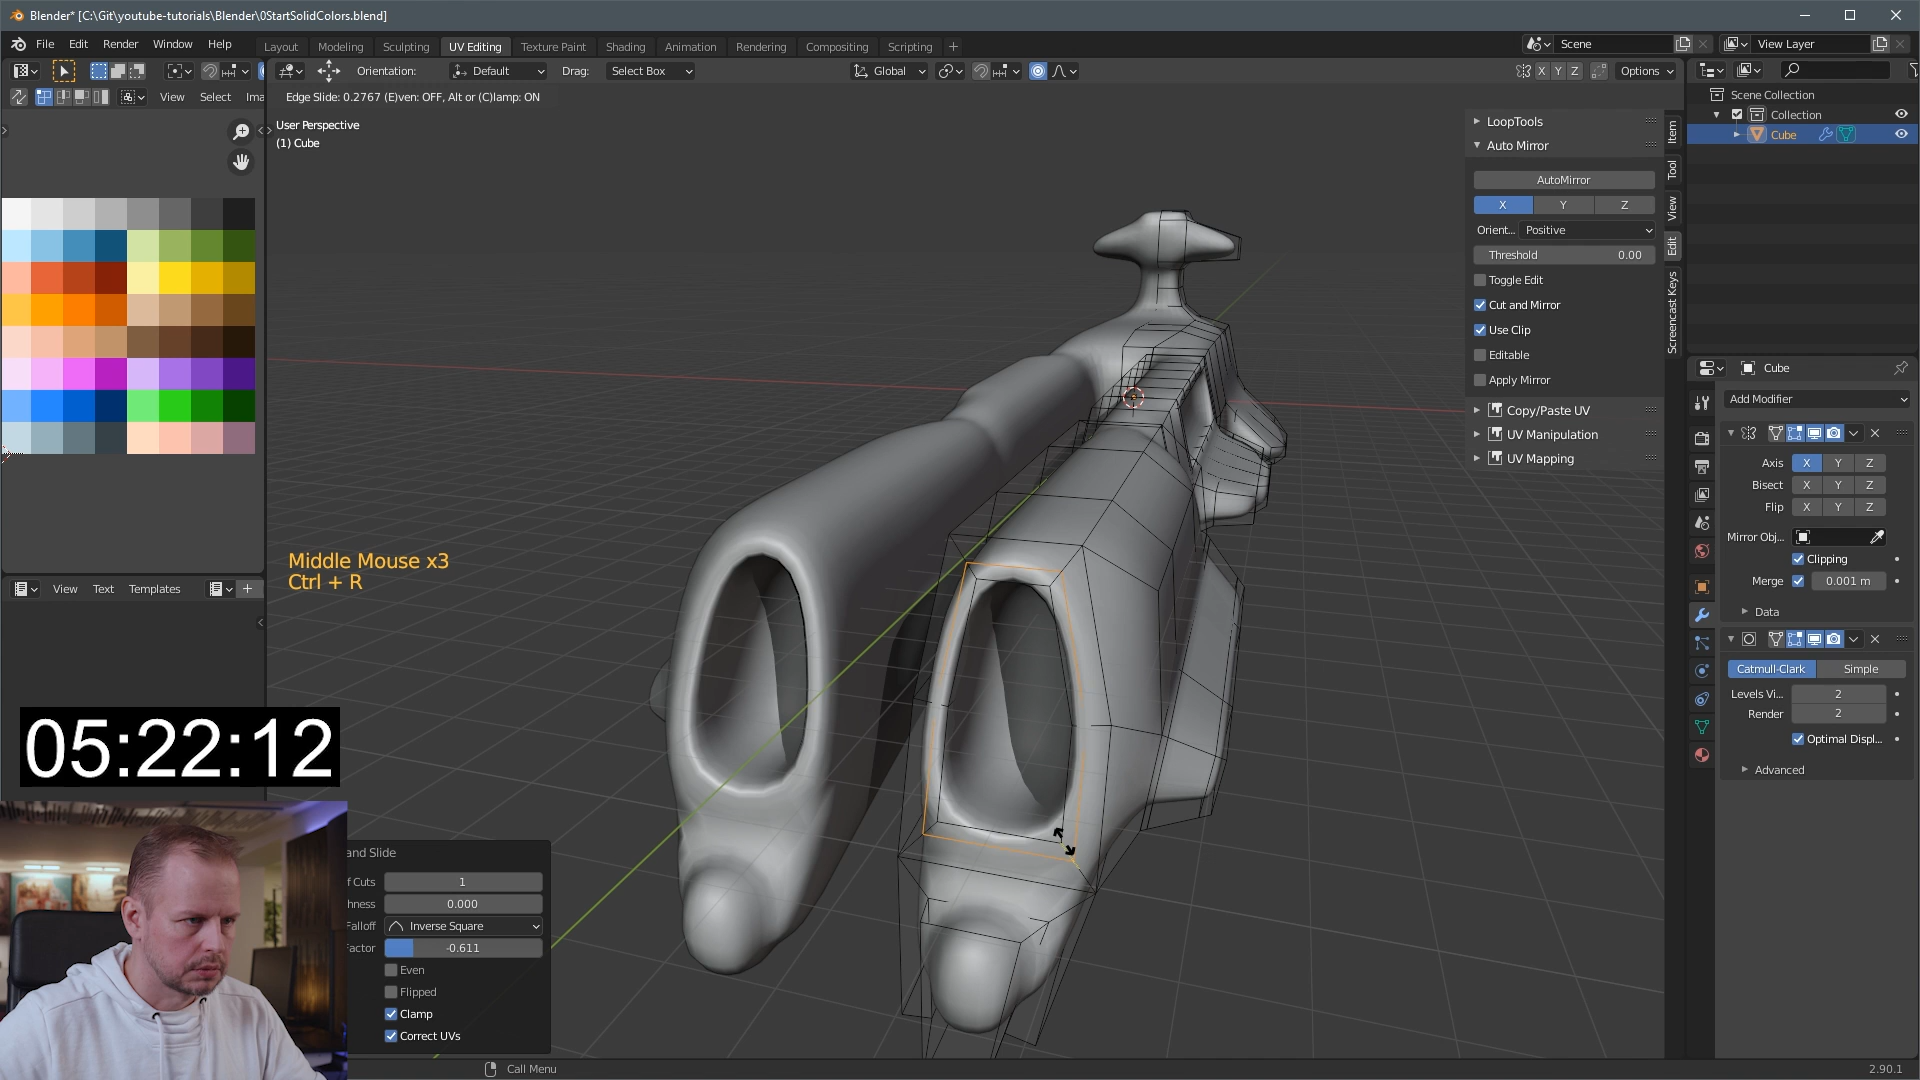 Blender* [C:\Git\youtube-tutorials\Blender\0StartSolidColors.blend]
File Edit Render Window Help Layout Modeling Sculpting UV Editing Texture Paint Shading Animation Rendering Compositing Scripting + Scene View Layer
Orientation: Default Drag: Select Box Global X Y Z Options
View Select Ima
Edge Slide: 0.2767 (E)ven: OFF, Alt or (C)lamp: ON
User Perspective
(1) Cube
LoopTools
Auto Mirror
AutoMirror
X Y Z
Orient... Positive
Threshold 0.00
Toggle Edit
Cut and Mirror
Use Clip
Editable
Apply Mirror
Copy/Paste UV
UV Manipulation
UV Mapping
Item
Tool
View
Edit
Screencast Keys
Scene Collection
Collection
Cube
Cube
Add Modifier
Axis X Y Z
Bisect X Y Z
Flip X Y Z
Mirror Obj...
Clipping
Merge 0.001 m
Data
Catmull-Clark Simple
Levels Vi... 2
Render 2
Optimal Displ...
Advanced
Middle Mouse x3
Ctrl + R
View Text Templates
05:22:12
and Slide
f Cuts 1
hness 0.000
Falloff Inverse Square
Factor -0.611
Even
Flipped
Clamp
Correct UVs
Call Menu
2.90.1